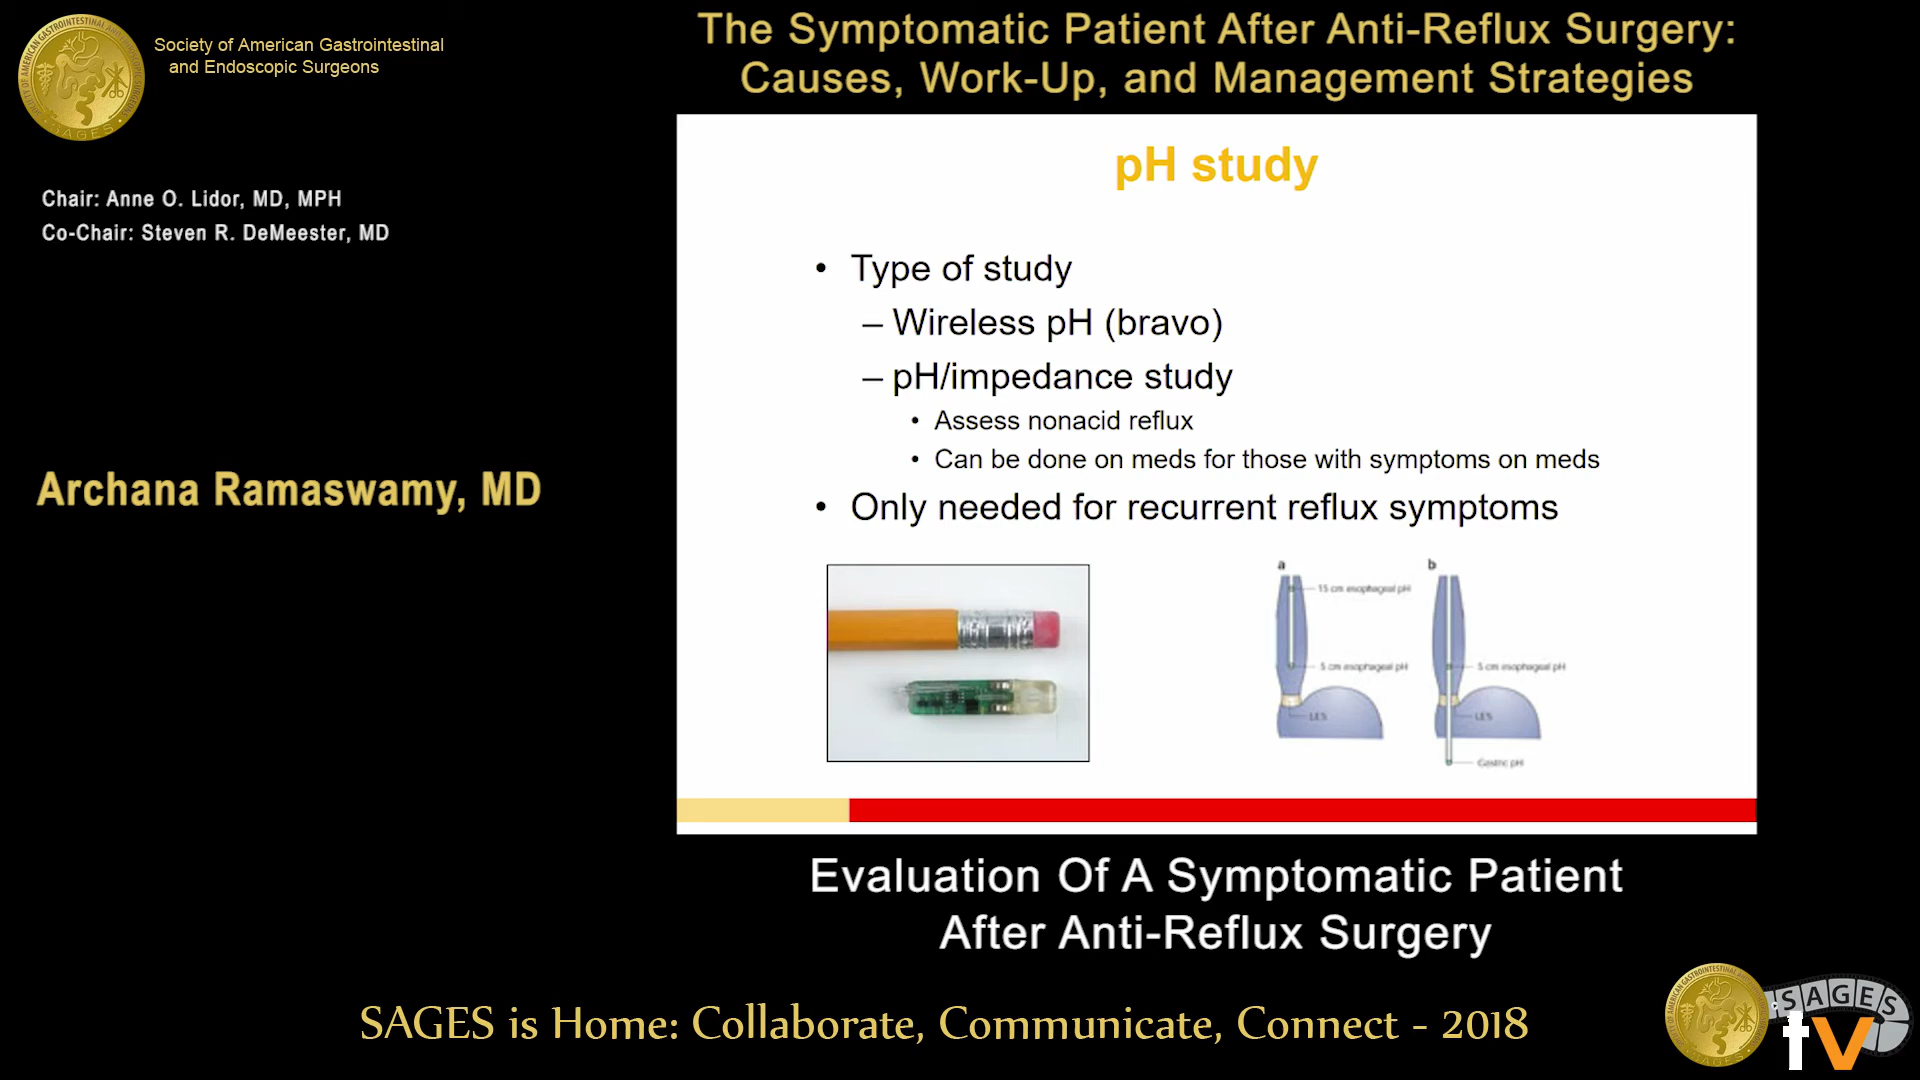 Society of American Gastrointestinal
and Endoscopic Surgeons
The Symptomatic Patient After Anti-Reflux Surgery:
Causes, Work-Up, and Management Strategies
Chair: Anne O. Lidor, MD, MPH
Co-Chair: Steven R. DeMeester, MD
Archana Ramaswamy, MD
pH study
• Type of study
– Wireless pH (bravo)
– pH/impedance study
• Assess nonacid reflux
• Can be done on meds for those with symptoms on meds
• Only needed for recurrent reflux symptoms
a
b
15 cm esophageal pH
5 cm esophageal pH
5 cm esophageal pH
LES
LES
Gastric pH
Evaluation Of A Symptomatic Patient
After Anti-Reflux Surgery
SAGES is Home: Collaborate, Communicate, Connect - 2018
SAGES
tv